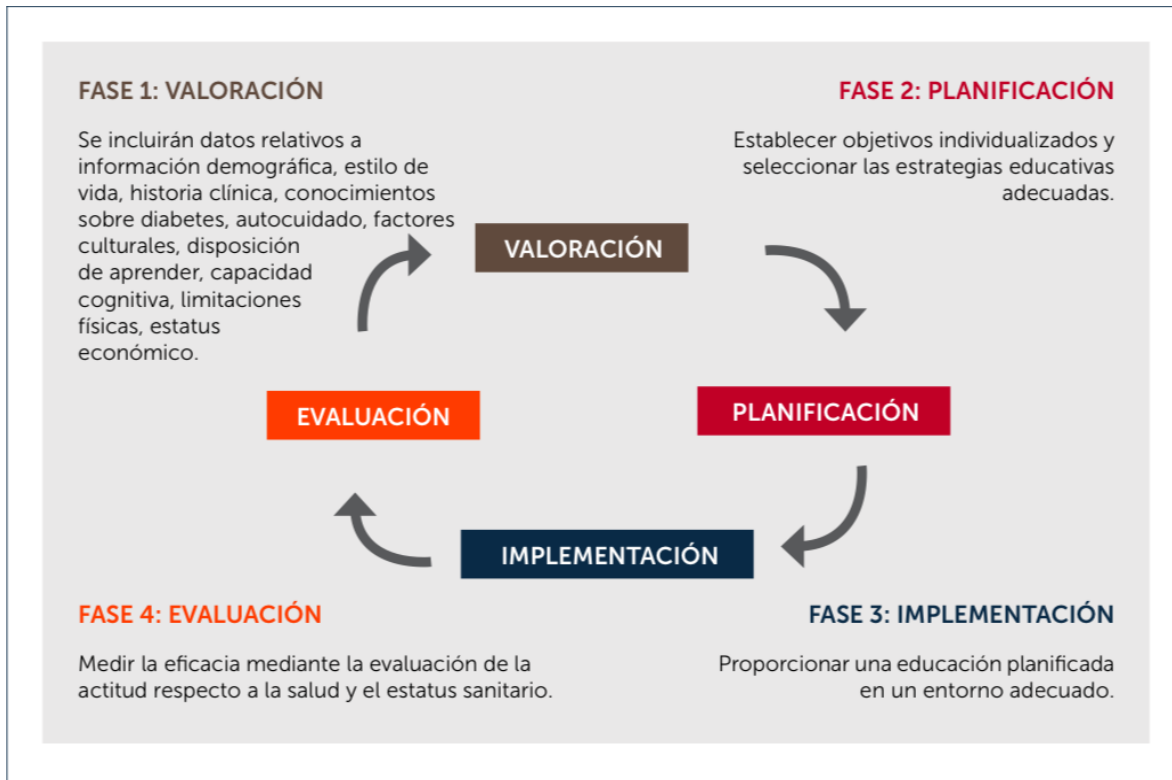 FASE 1: VALORACIÓN
Se incluirán datos relativos a
información demográfica, estilo de
vida, historia clínica, conocimientos
sobre diabetes, autocuidado, factores
culturales, disposición
de aprender, capacidad
cognitiva, limitaciones
físicas, estatus
económico.
FASE 2: PLANIFICACIÓN
Establecer objetivos individualizados y
seleccionar las estrategias educativas
adecuadas.
VALORACIÓN
EVALUACIÓN
PLANIFICACIÓN
IMPLEMENTACIÓN
FASE 4: EVALUACIÓN
Medir la eficacia mediante la evaluación de la
actitud respecto a la salud y el estatus sanitario.
FASE 3: IMPLEMENTACIÓN
Proporcionar una educación planificada
en un entorno adecuado.